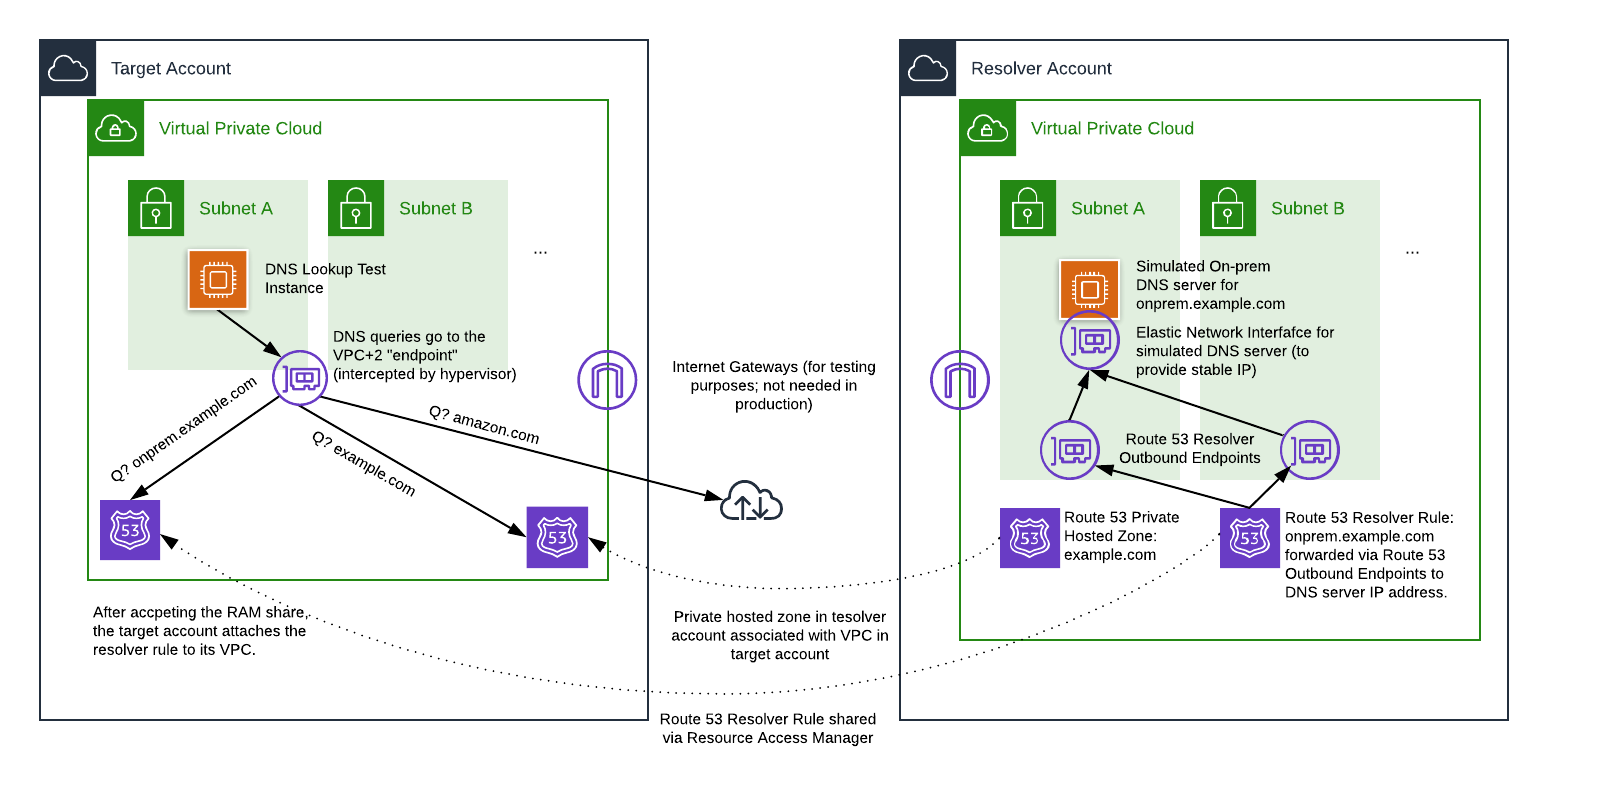 Target Account
Virtual Private Cloud
Subnet A
Subnet B
...
DNS Lookup Test
Instance
DNS queries go to the
VPC+2 "endpoint"
(intercepted by hypervisor)
Q? onprem.example.com
Q? example.com
Q? amazon.com
53
53
After accpeting the RAM share,
the target account attaches the
resolver rule to its VPC.
Internet Gateways (for testing
purposes; not needed in
production)
Private hosted zone in tesolver
account associated with VPC in
target account
Route 53 Resolver Rule shared
via Resource Access Manager
Resolver Account
Virtual Private Cloud
Subnet A
Subnet B
...
Simulated On-prem
DNS server for
onprem.example.com
Elastic Network Interfafce for
simulated DNS server (to
provide stable IP)
Route 53 Resolver
Outbound Endpoints
53
Route 53 Private
Hosted Zone:
example.com
53
Route 53 Resolver Rule:
onprem.example.com
forwarded via Route 53
Outbound Endpoints to
DNS server IP address.